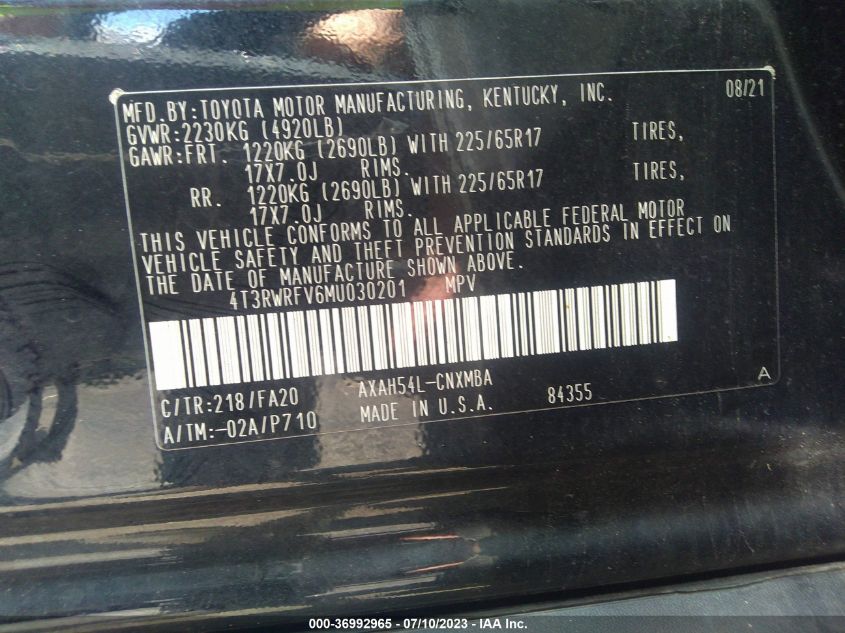 MFD.BY:TOYOTA MOTOR MANUFACTURING, KENTUCKY, INC. 08/21
GVWR:2230KG (4920LB)
GAWR:FRT. 1220KG (2690LB) WITH 225/65R17 TIRES,
17X7.0J RIMS.
RR. 1220KG (2690LB) WITH 225/65R17 TIRES,
17X7.0J RIMS.
THIS VEHICLE CONFORMS TO ALL APPLICABLE FEDERAL MOTOR
VEHICLE SAFETY AND THEFT PREVENTION STANDARDS IN EFFECT ON
THE DATE OF MANUFACTURE SHOWN ABOVE.
4T3RWRFV6MU030201 MPV
C/TR:218/FA20 AXAH54L-CNXMBA A
A/TM:-02A/P710 MADE IN U.S.A. 84355
000-36992965 - 07/10/2023 - IAA Inc.